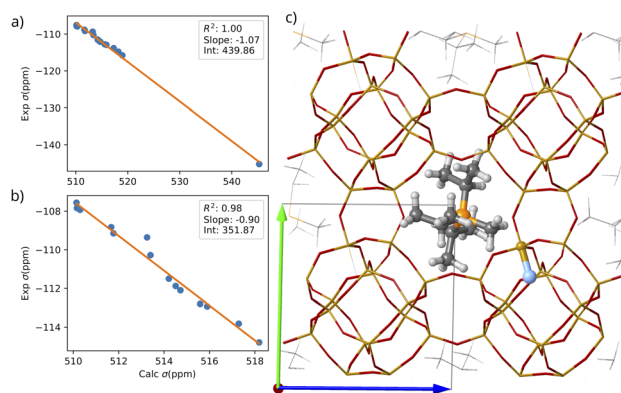 a)
−110
−120
−130
−140
Exp σ(ppm)
R²: 1.00
Slope: -1.07
Int: 439.86
510
520
530
540
b)
−108
−110
−112
−114
Exp σ(ppm)
R²: 0.98
Slope: -0.90
Int: 351.87
510
512
514
516
518
Calc σ(ppm)
c)